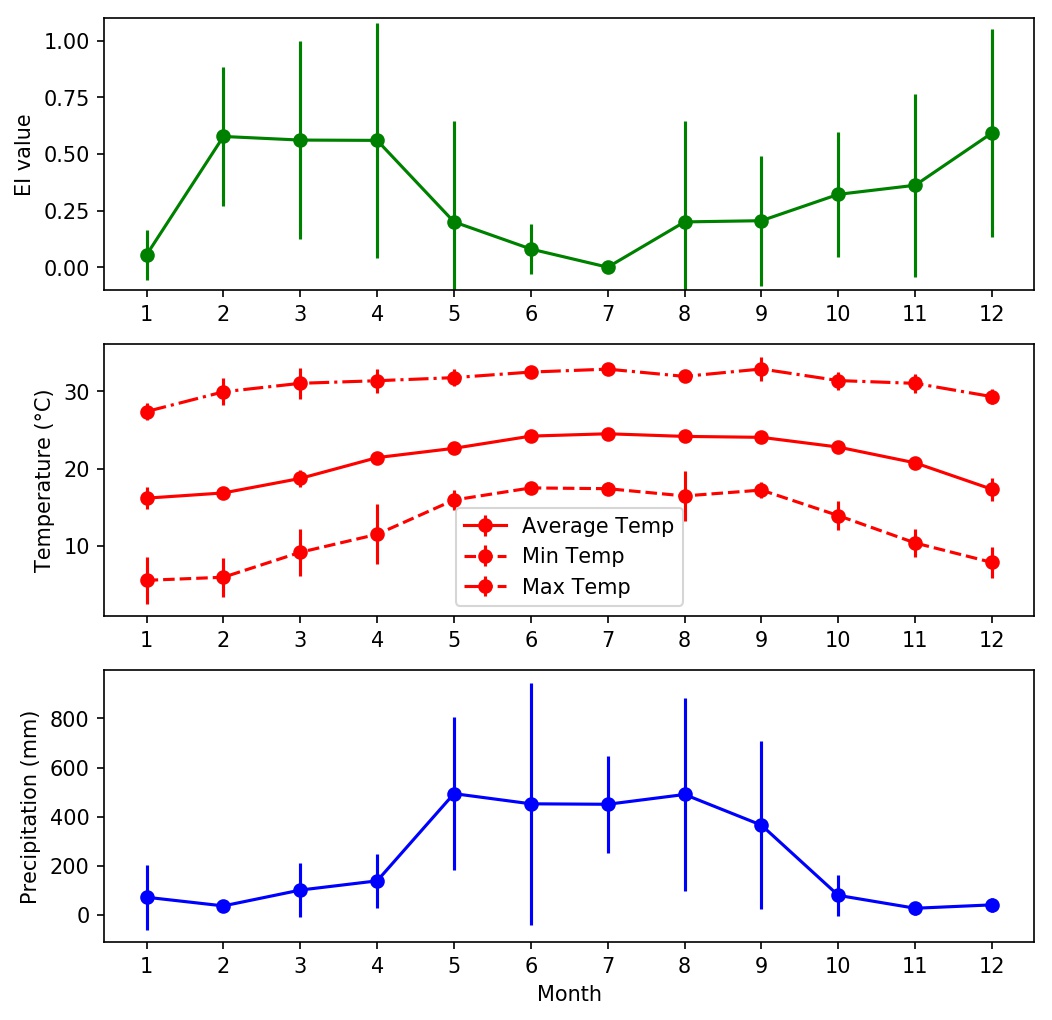 EI value
1.00
0.75
0.50
0.25
0.00
1 2 3 4 5 6 7 8 9 10 11 12
Temperature (°C)
30
20
10
Average Temp
Min Temp
Max Temp
1 2 3 4 5 6 7 8 9 10 11 12
Precipitation (mm)
800
600
400
200
0
1 2 3 4 5 6 7 8 9 10 11 12
Month